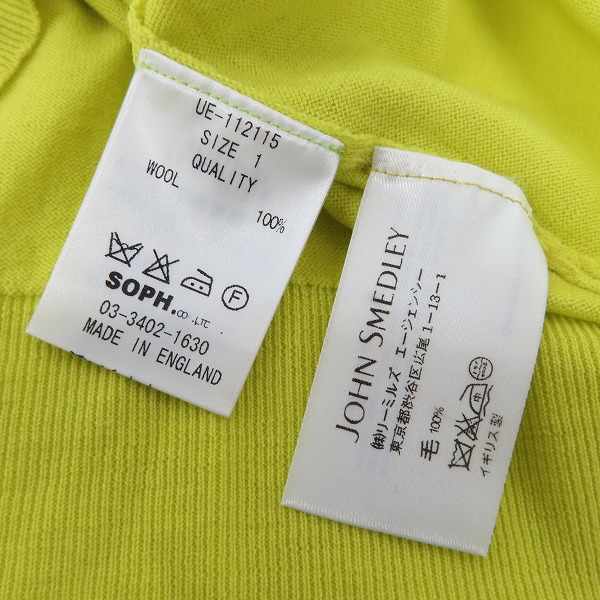 UE-112115
SIZE 1
QUALITY
WOOL 100%
F
SOPH.CO.,LTC
03-3402-1630
MADE IN ENGLAND
JOHN SMEDLEY
㈱リーミルズ エージェンシー
東京都渋谷区広尾 1-13-1
毛 100%
イギリス製